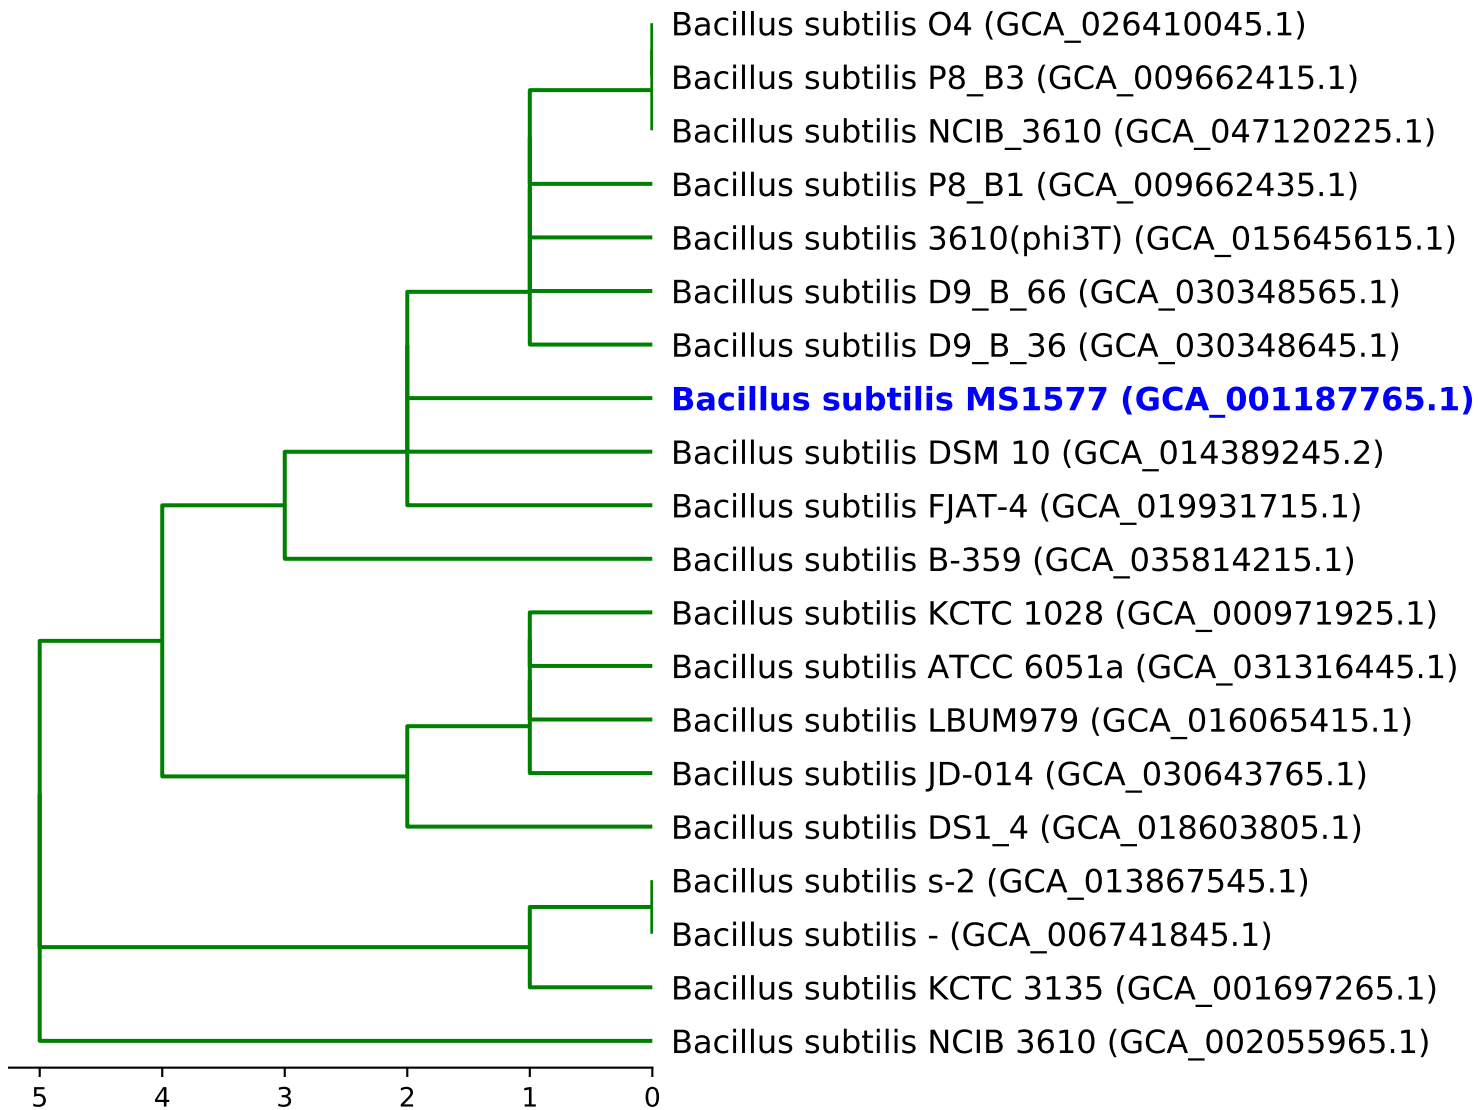 Bacillus subtilis O4 (GCA_026410045.1)
Bacillus subtilis P8_B3 (GCA_009662415.1)
Bacillus subtilis NCIB_3610 (GCA_047120225.1)
Bacillus subtilis P8_B1 (GCA_009662435.1)
Bacillus subtilis 3610(phi3T) (GCA_015645615.1)
Bacillus subtilis D9_B_66 (GCA_030348565.1)
Bacillus subtilis D9_B_36 (GCA_030348645.1)
Bacillus subtilis MS1577 (GCA_001187765.1)
Bacillus subtilis DSM 10 (GCA_014389245.2)
Bacillus subtilis FJAT-4 (GCA_019931715.1)
Bacillus subtilis B-359 (GCA_035814215.1)
Bacillus subtilis KCTC 1028 (GCA_000971925.1)
Bacillus subtilis ATCC 6051a (GCA_031316445.1)
Bacillus subtilis LBUM979 (GCA_016065415.1)
Bacillus subtilis JD-014 (GCA_030643765.1)
Bacillus subtilis DS1_4 (GCA_018603805.1)
Bacillus subtilis s-2 (GCA_013867545.1)
Bacillus subtilis - (GCA_006741845.1)
Bacillus subtilis KCTC 3135 (GCA_001697265.1)
Bacillus subtilis NCIB 3610 (GCA_002055965.1)
5 4 3 2 1 0